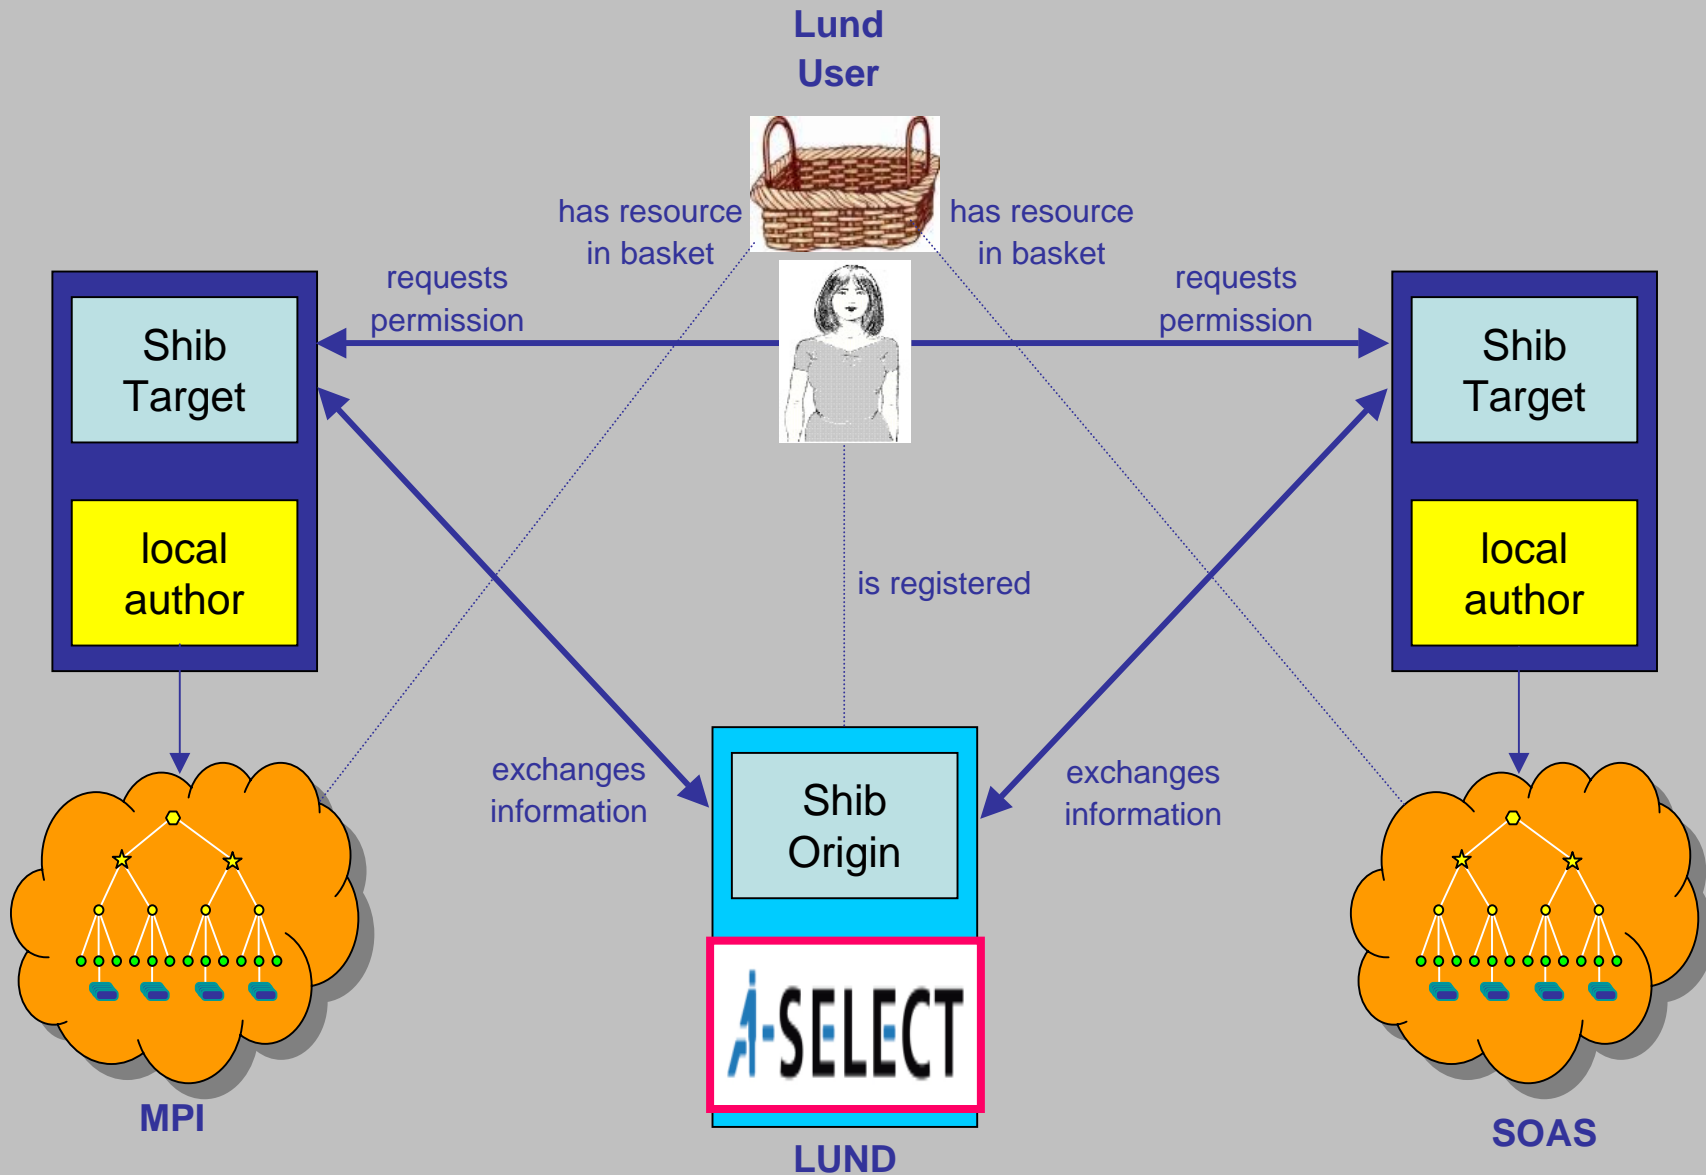 Lund
User
has resource
in basket
has resource
in basket
requests
permission
requests
permission
Shib
Target
Shib
Target
local
author
local
author
is registered
exchanges
information
exchanges
information
Shib
Origin
A-SELECT
MPI
LUND
SOAS